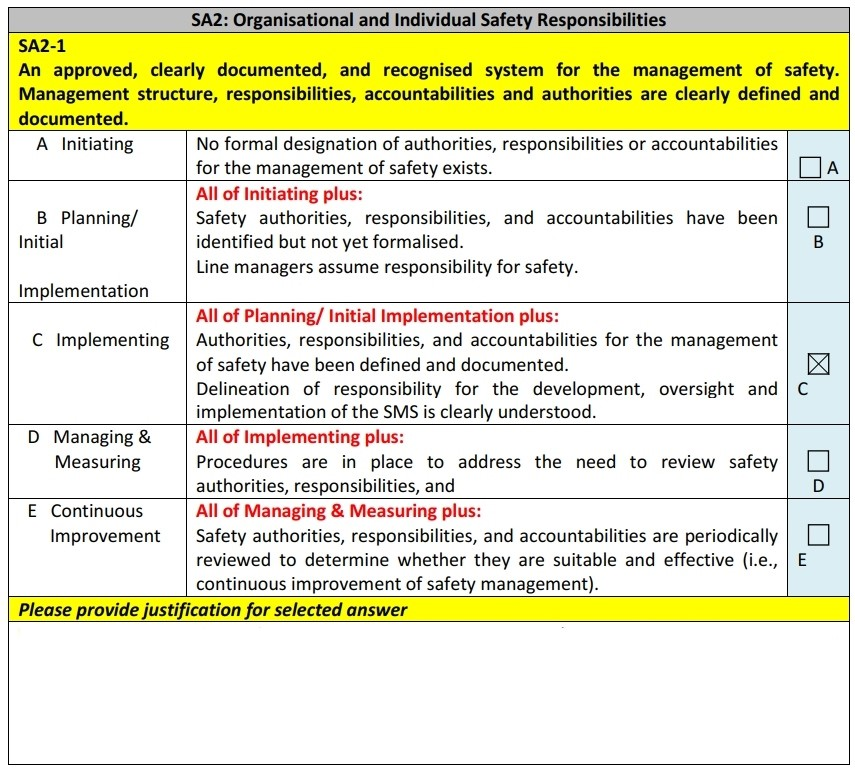 SA2: Organisational and Individual Safety Responsibilities
SA2-1
An approved, clearly documented, and recognised system for the management of safety.
Management structure, responsibilities, accountabilities and authorities are clearly defined and
documented.
A Initiating
No formal designation of authorities, responsibilities or accountabilities
for the management of safety exists.
A
B Planning/
Initial
Implementation
All of Initiating plus:
Safety authorities, responsibilities, and accountabilities have been
identified but not yet formalised.
Line managers assume responsibility for safety.
B
C Implementing
All of Planning/ Initial Implementation plus:
Authorities, responsibilities, and accountabilities for the management
of safety have been defined and documented.
Delineation of responsibility for the development, oversight and
implementation of the SMS is clearly understood.
C
D Managing &
Measuring
All of Implementing plus:
Procedures are in place to address the need to review safety
authorities, responsibilities, and
D
E Continuous
Improvement
All of Managing & Measuring plus:
Safety authorities, responsibilities, and accountabilities are periodically
reviewed to determine whether they are suitable and effective (i.e.,
continuous improvement of safety management).
E
Please provide justification for selected answer